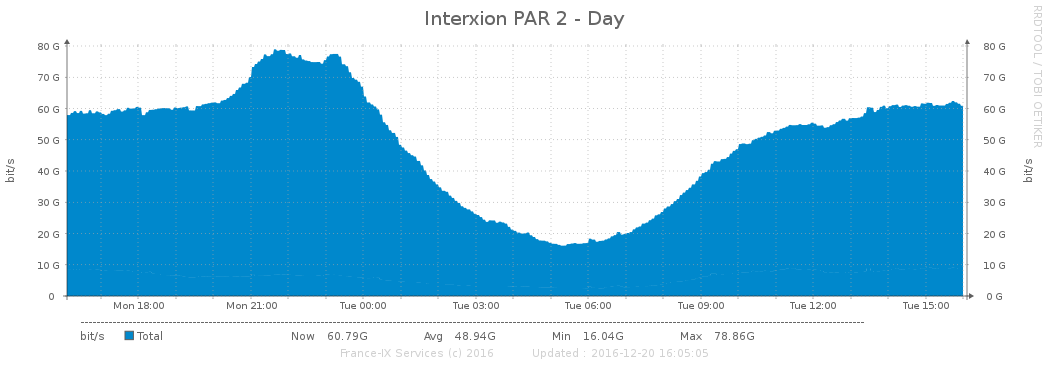 Interxion PAR 2 - Day
RRDTOOL / TOBI OETIKER
bit/s
bit/s
80 G 80 G
70 G 70 G
60 G 60 G
50 G 50 G
40 G 40 G
30 G 30 G
20 G 20 G
10 G 10 G
0 0 G
Mon 18:00 Mon 21:00 Tue 00:00 Tue 03:00 Tue 06:00 Tue 09:00 Tue 12:00 Tue 15:00
bit/s Total Now 60.79G Avg 48.94G Min 16.04G Max 78.86G
France-IX Services (c) 2016 Updated : 2016-12-20 16:05:05